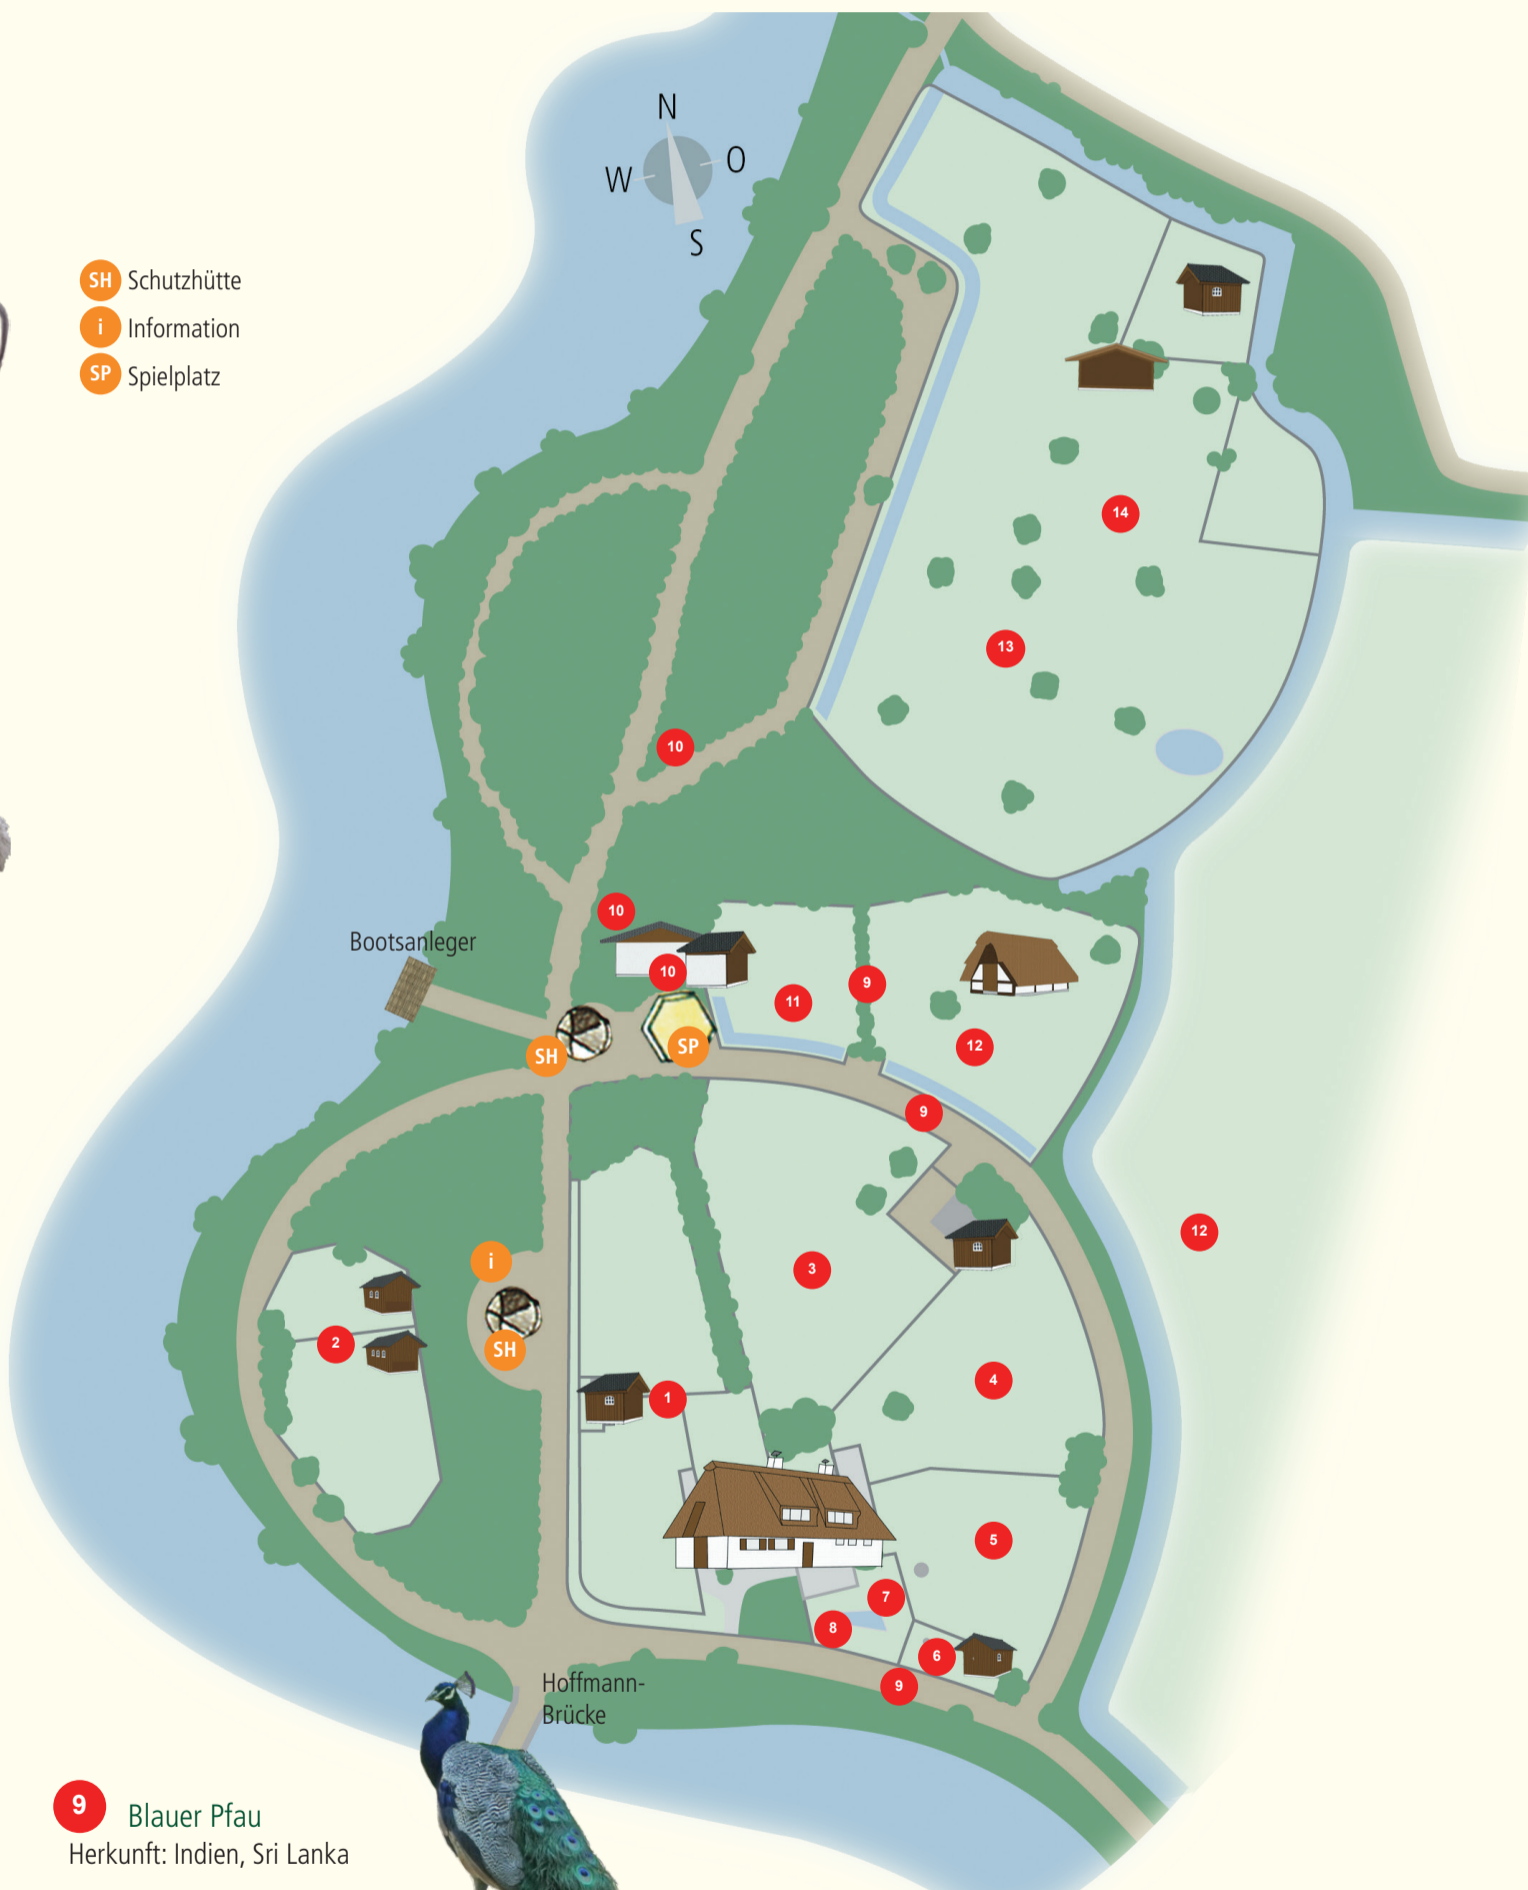 N
W
O
S
SH Schutzhütte
i Information
SP Spielplatz
14
13
10
10
Bootsanleger
10
9
11
SH
SP
12
9
12
i
3
2
SH
4
1
5
7
8
6
9
Hoffmann-
Brücke
9 Blauer Pfau
Herkunft: Indien, Sri Lanka